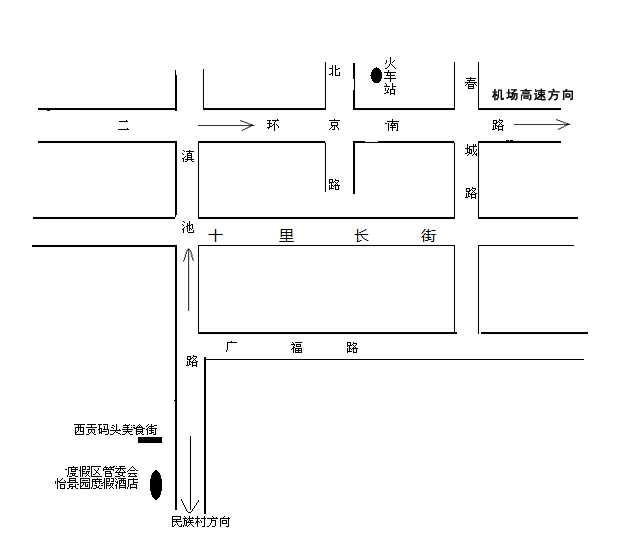 火车站
机场高速方向
二环南路
北京路
春城路
滇池路
十里长街
广福路
西贡码头美食街
度假区管委会
怡景园度假酒店
民族村方向